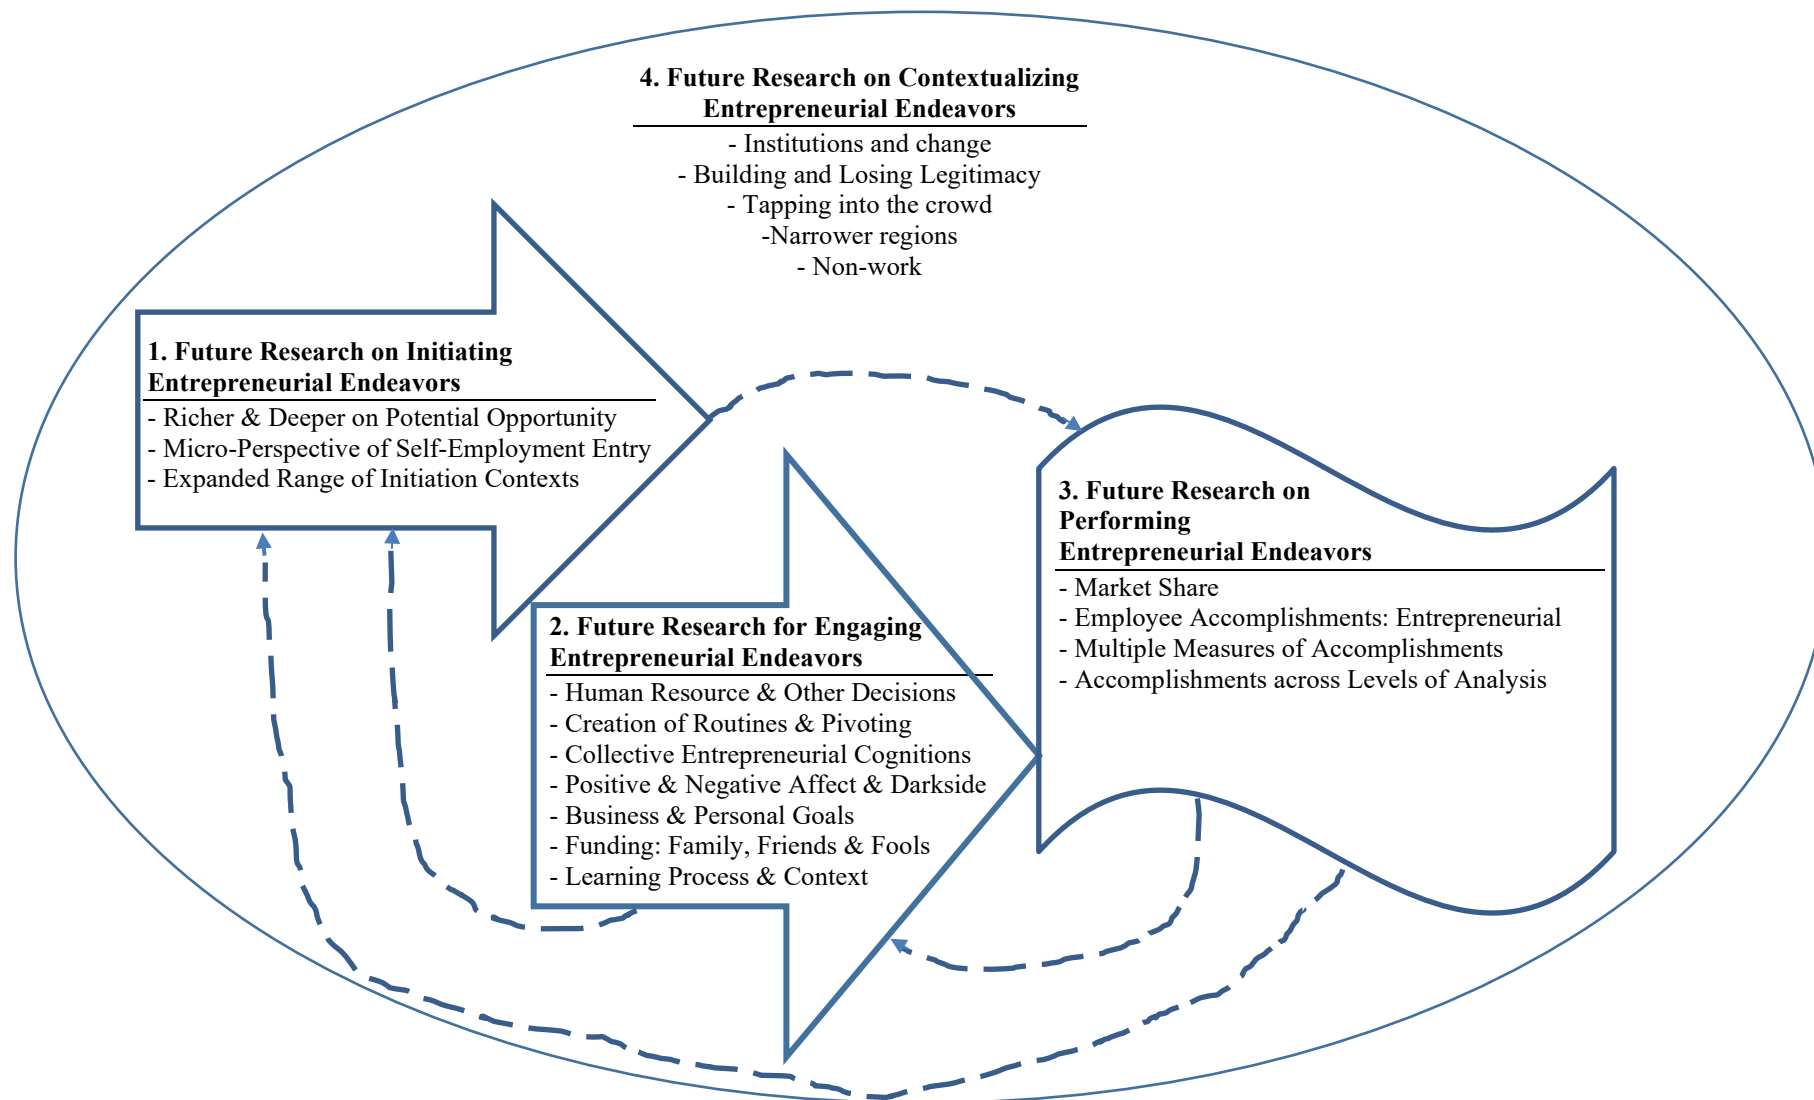 4. Future Research on Contextualizing
Entrepreneurial Endeavors
- Institutions and change
- Building and Losing Legitimacy
- Tapping into the crowd
-Narrower regions
- Non-work
1. Future Research on Initiating
Entrepreneurial Endeavors
- Richer & Deeper on Potential Opportunity
- Micro-Perspective of Self-Employment Entry
- Expanded Range of Initiation Contexts
2. Future Research for Engaging
Entrepreneurial Endeavors
- Human Resource & Other Decisions
- Creation of Routines & Pivoting
- Collective Entrepreneurial Cognitions
- Positive & Negative Affect & Darkside
- Business & Personal Goals
- Funding: Family, Friends & Fools
- Learning Process & Context
3. Future Research on
Performing
Entrepreneurial Endeavors
- Market Share
- Employee Accomplishments: Entrepreneurial
- Multiple Measures of Accomplishments
- Accomplishments across Levels of Analysis